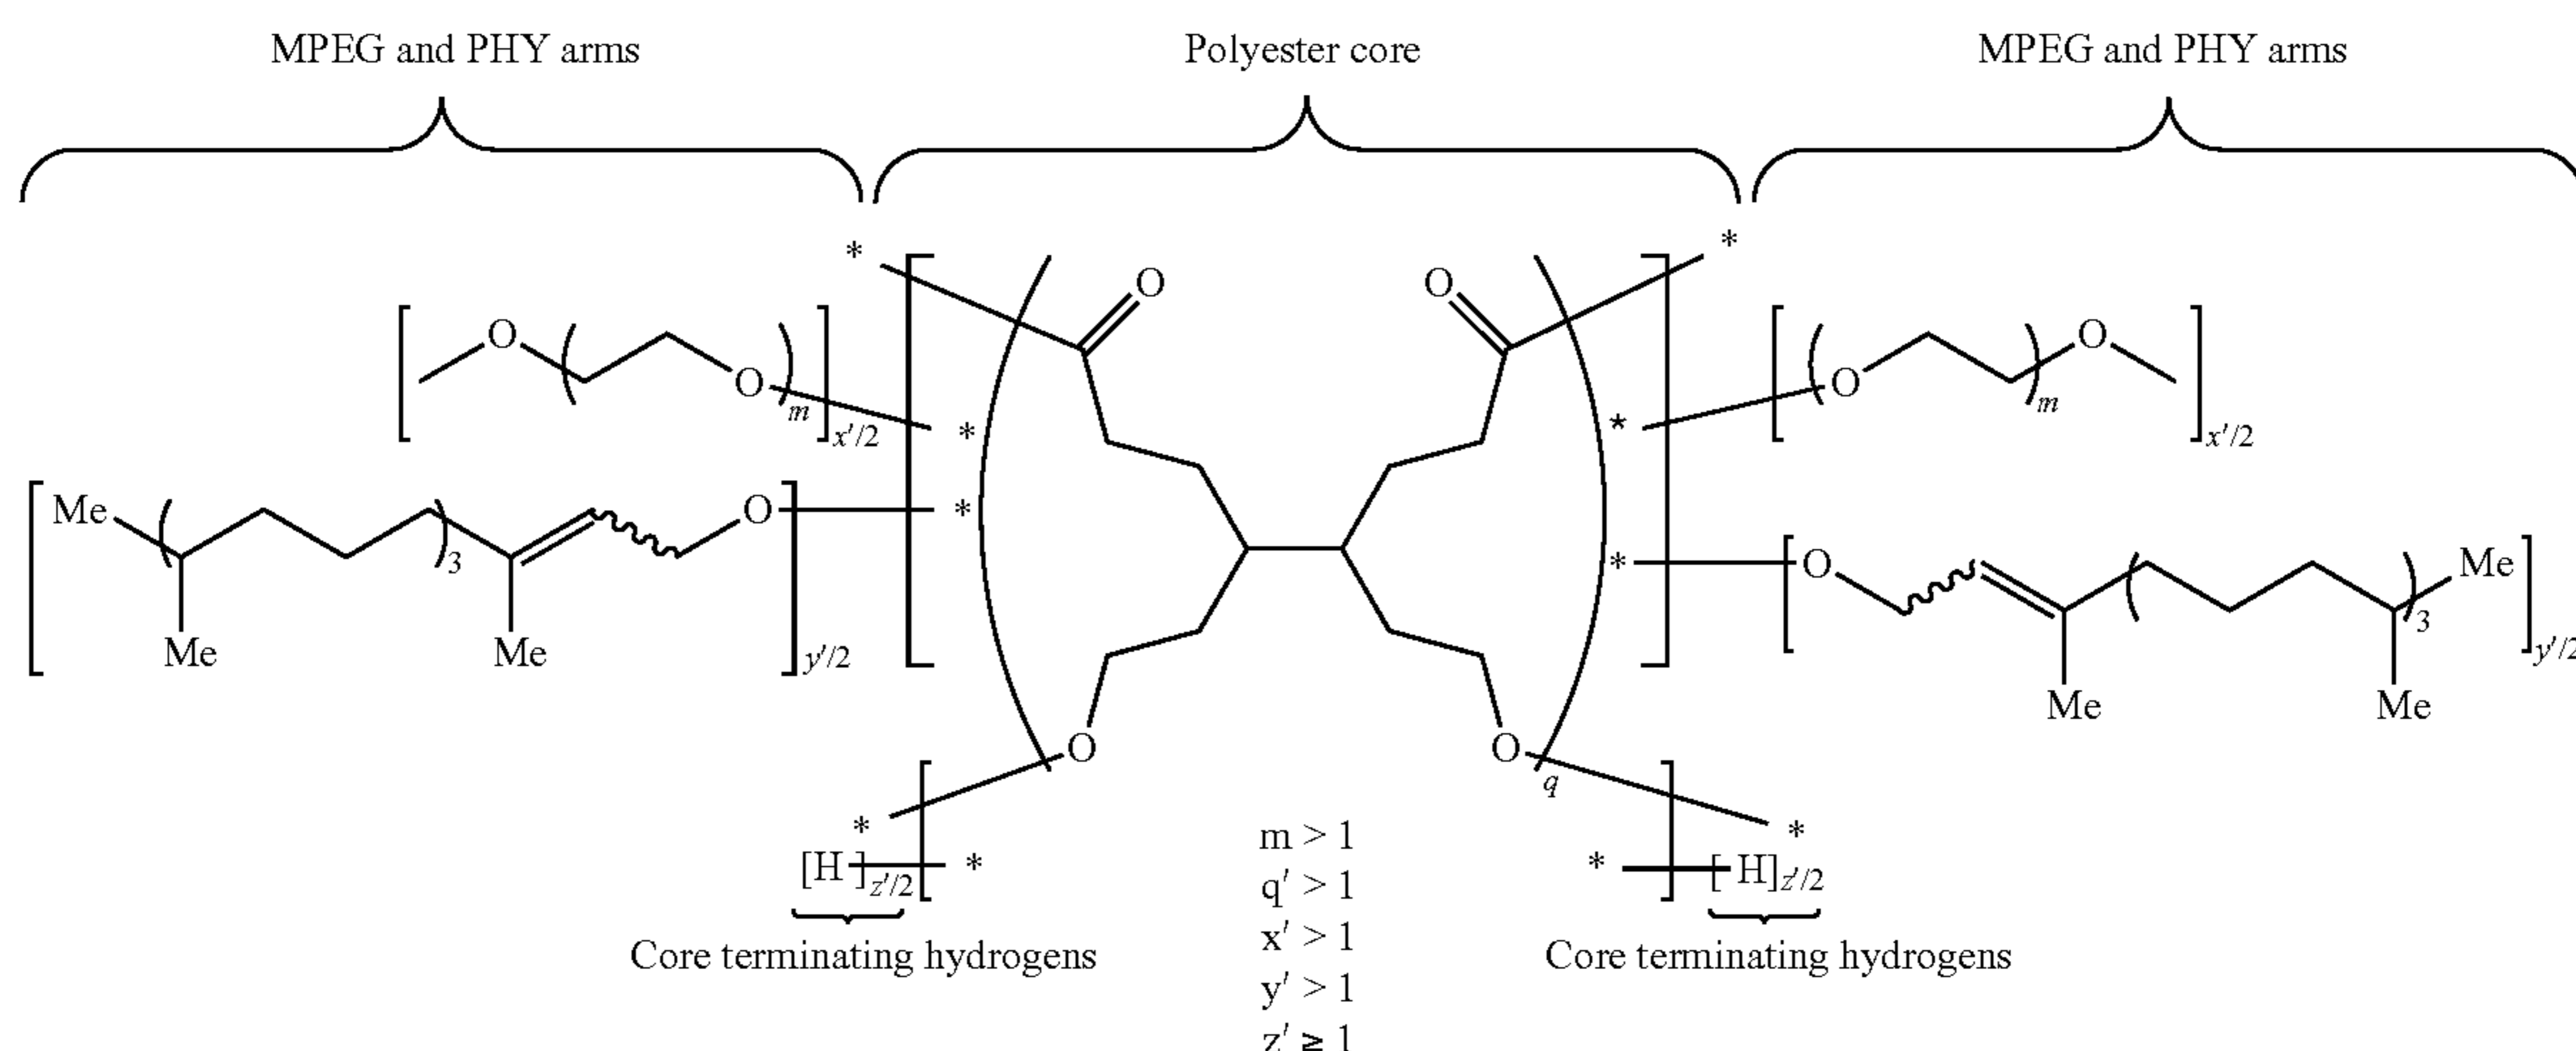 MPEG and PHY arms Polyester core MPEG and PHY arms
* *
O O
O O m x'/2 * * O m O x'/2
Me 3 O y'/2 * * O 3 Me y'/2
Me Me Me Me
O O q
* *
[H]z'/2 * * [H]z'/2
Core terminating hydrogens Core terminating hydrogens
m > 1
q' > 1
x' > 1
y' > 1
z' ≥ 1